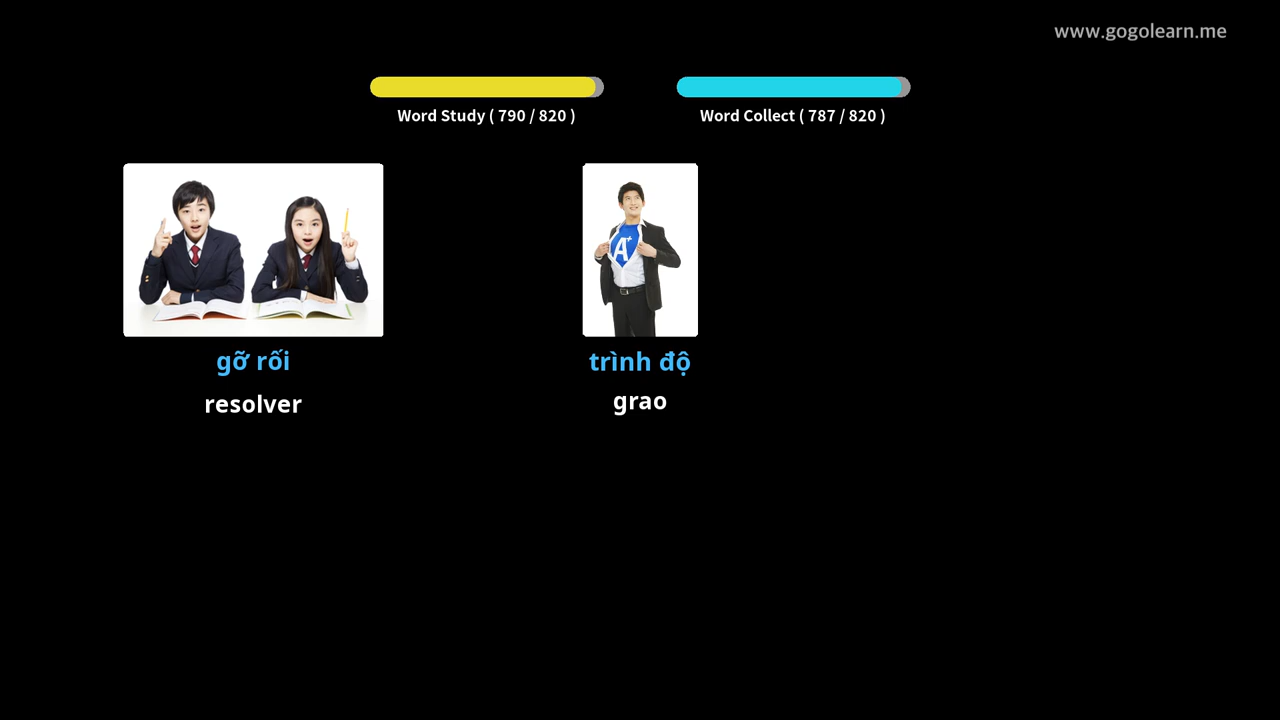 www.gogolearn.me
Word Study ( 790 / 820 )
Word Collect ( 787 / 820 )
A+
gỡ rối
trình độ
resolver
grao